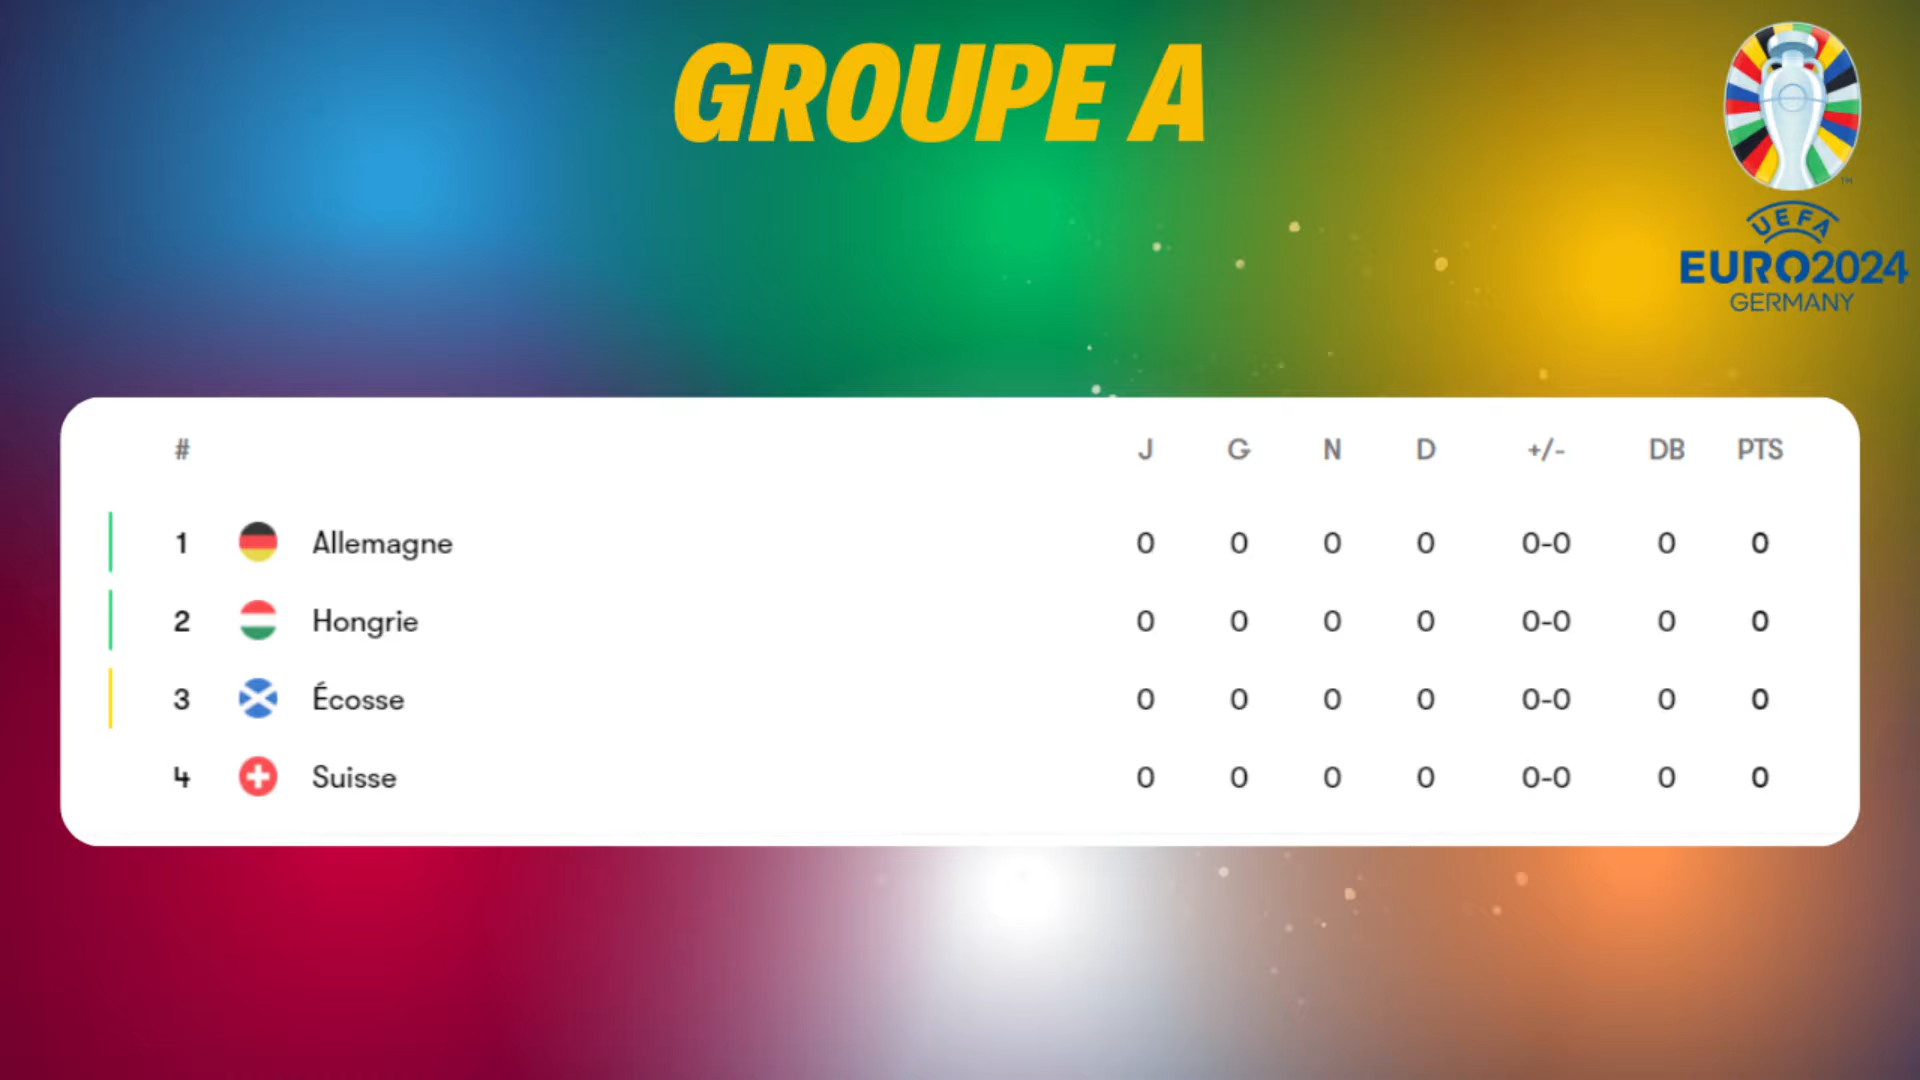 GROUPE A
TM
UEFA
EURO2024
GERMANY
# J G N D +/- DB PTS
1 Allemagne 0 0 0 0 0-0 0 0
2 Hongrie 0 0 0 0 0-0 0 0
3 Écosse 0 0 0 0 0-0 0 0
4 Suisse 0 0 0 0 0-0 0 0